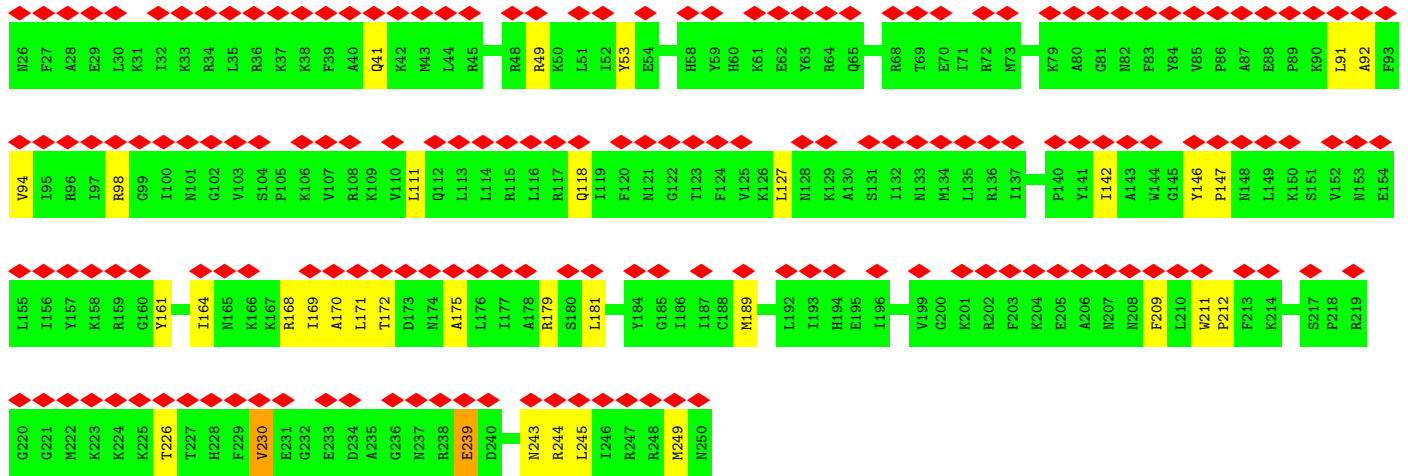 N26 F27 A28 E29 L30 K31 I32 K33 R34 L35 R36 K37 K38 F39 A40 Q41 K42 M43 L44 R45 R48 R49 K50 L51 I52 Y53 E54 H58 Y59 H60 K61 E62 Y63 R64 Q65 R68 T69 E70 I71 R72 M73 K79 A80 G81 N82 F83 Y84 V85 P86 A87 E88 P89 K90 L91 A92 F93
V94 I95 R96 I97 R98 G99 I100 N101 G102 V103 S104 P105 K106 V107 R108 K109 V110 L111 Q112 L113 L114 R115 L116 R117 Q118 I119 F120 N121 G122 T123 F124 V125 K126 L127 N128 K129 A130 S131 I132 N133 M134 L135 R136 I137 P140 Y141 I142 A143 W144 G145 Y146 P147 N148 L149 K150 S151 V152 N153 E154
L155 I156 Y157 K158 R159 G160 Y161 I164 N165 K166 K167 R168 I169 A170 L171 T172 D173 N174 A175 L176 I177 A178 R179 S180 L181 Y184 G185 I186 I187 C188 M189 L192 I193 H194 E195 I196 V199 G200 K201 R202 F203 K204 E205 A206 N207 N208 F209 L210 W211 P212 F213 K214 S217 P218 R219
G220 G221 M222 K223 K224 K225 T226 T227 H228 F229 V230 E231 G232 E233 D234 A235 G236 N237 R238 E239 D240 N243 R244 L245 I246 R247 R248 M249 N250